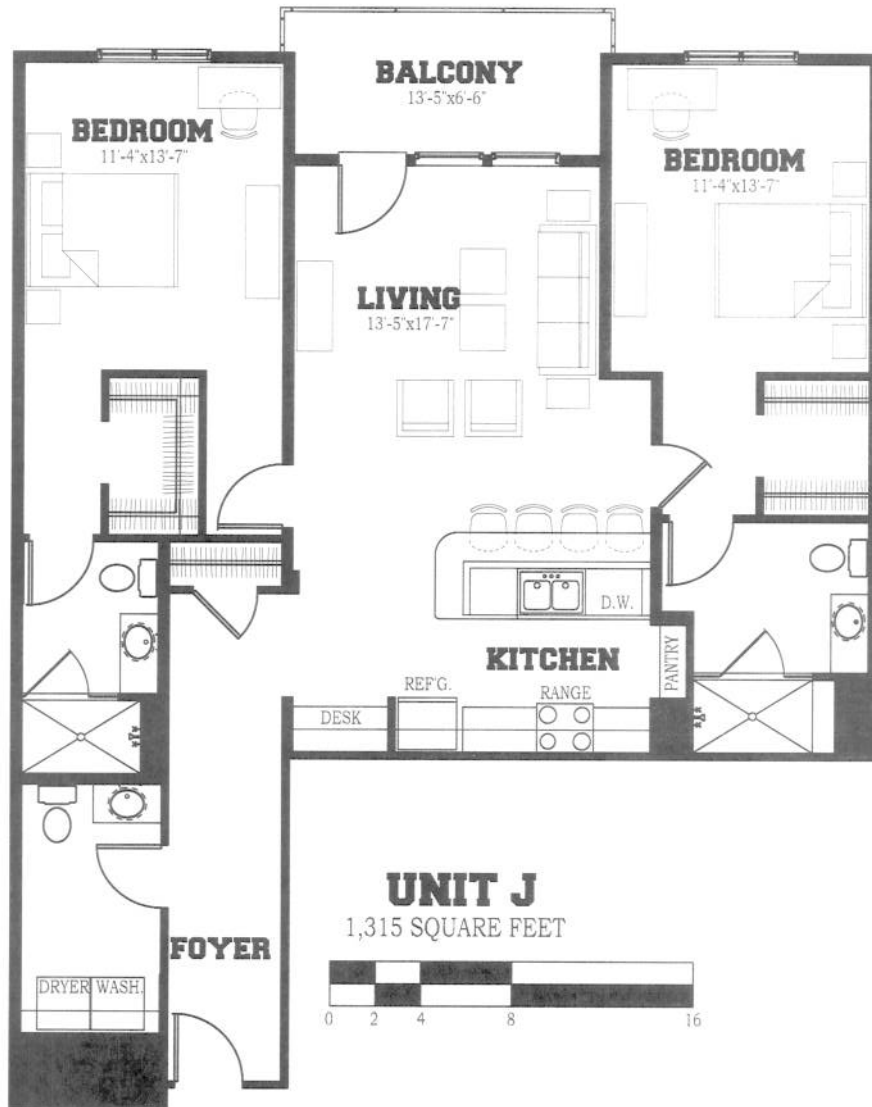 BALCONY
13'-5"x6'-6"
BEDROOM
11'-4"x13'-7"
BEDROOM
11'-4"x13'-7"
LIVING
13'-5"x17'-7"
D.W.
KITCHEN
PANTRY
REF'G.
RANGE
DESK
UNIT J
1,315 SQUARE FEET
FOYER
DRYER
WASH.
0 2 4 8 16